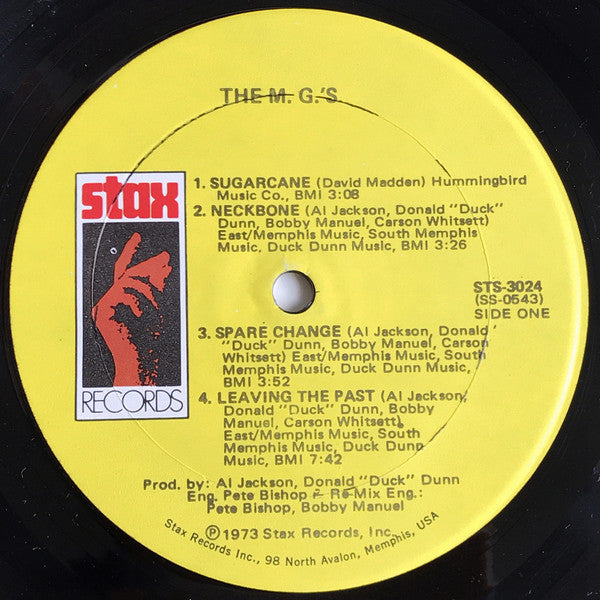 THE M. G.'S
stax
RECORDS
1. SUGARCANE (David Madden) Hummingbird
Music Co., BMI 3:08
2. NECKBONE (Al Jackson, Donald "Duck"
Dunn, Bobby Manuel, Carson Whitsett)
East/Memphis Music, South Memphis
Music, Duck Dunn Music, BMI 3:26
STS-3024
(SS-0543)
SIDE ONE
3. SPARE CHANGE (Al Jackson, Donald
"Duck" Dunn, Bobby Manuel, Carson
Whitsett) East/Memphis Music, South
Memphis Music, Duck Dunn Music,
BMI 3:52
4. LEAVING THE PAST (Al Jackson,
Donald "Duck" Dunn, Bobby
Manuel, Carson Whitsett)
East/Memphis Music, South
Memphis Music, Duck Dunn
Music, BMI 7:42
Prod. by: Al Jackson, Donald "Duck" Dunn
Eng. Pete Bishop - Re-Mix Eng.:
Pete Bishop, Bobby Manuel
℗1973 Stax Records, Inc.
Stax Records Inc., 98 North Avalon, Memphis, USA